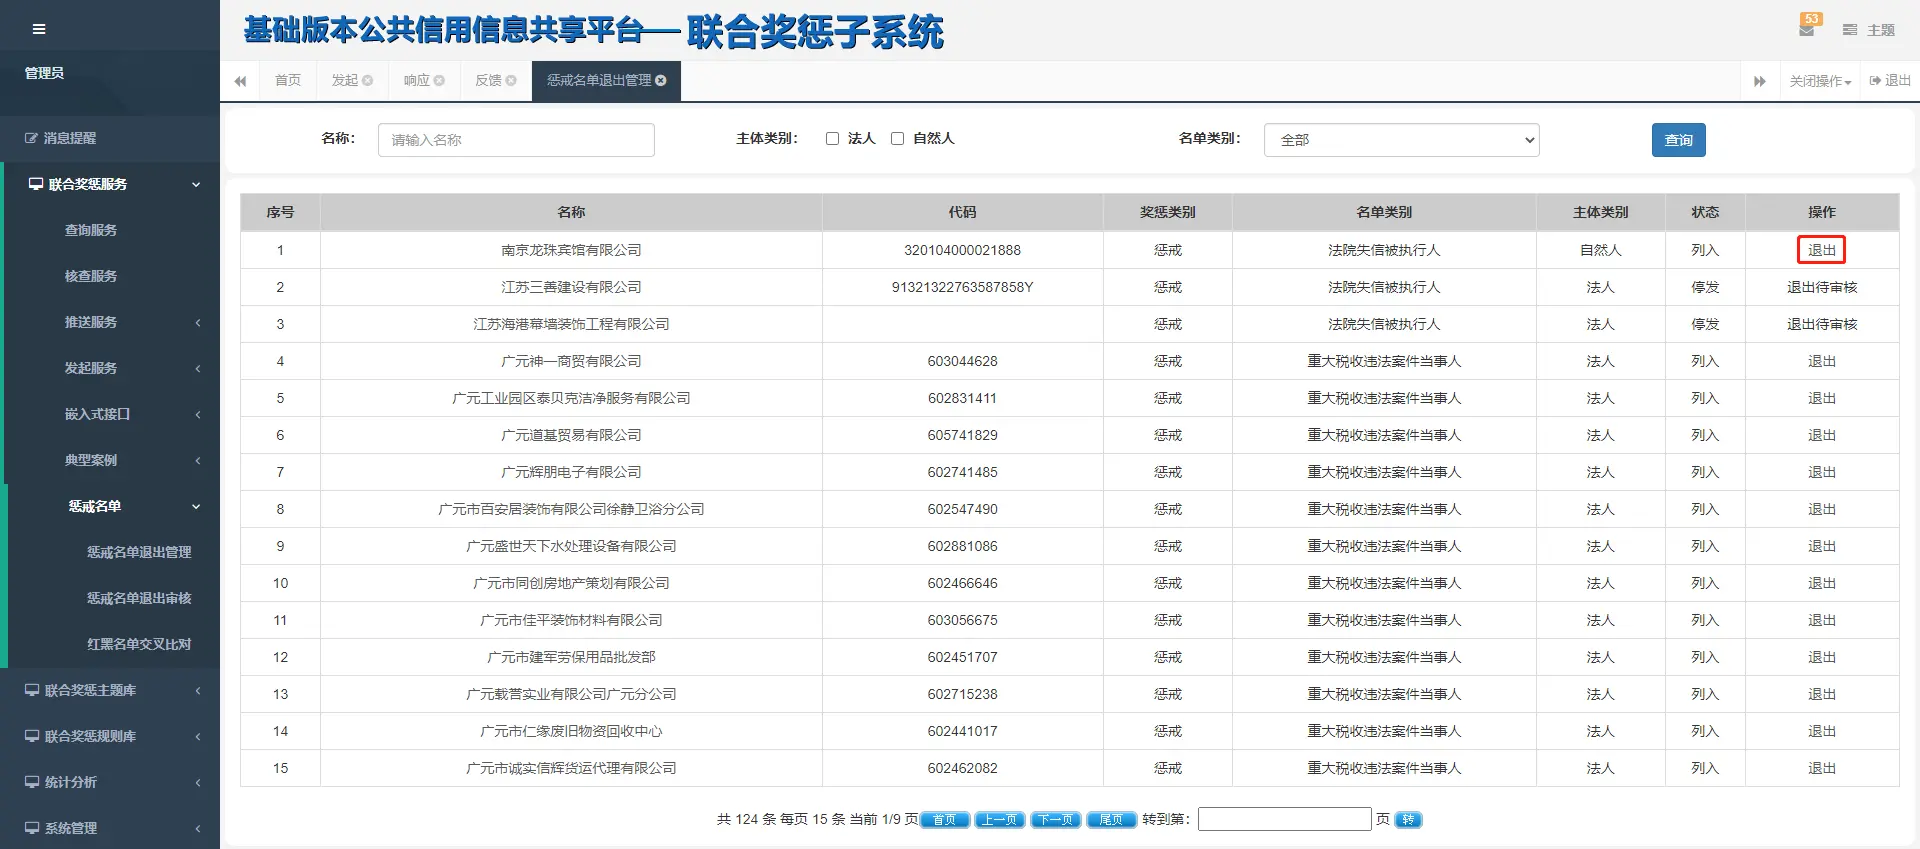 基础版本公共信用信息共享平台——联合奖惩子系统
53
主题
管理员
首页 发起 响应 反馈 惩戒名单退出管理 关闭操作 退出
消息提醒
联合奖惩服务
查询服务
核查服务
推送服务
发起服务
嵌入式接口
典型案例
惩戒名单
惩戒名单退出管理
惩戒名单退出审核
红黑名单交叉比对
联合奖惩主题库
联合奖惩规则库
统计分析
系统管理
名称： 请输入名称 主体类别： 法人 自然人 名单类别： 全部 查询
序号 名称 代码 奖惩类别 名单类别 主体类别 状态 操作
1 南京龙珠宾馆有限公司 320104000021888 惩戒 法院失信被执行人 自然人 列入 退出
2 江苏三善建设有限公司 91321322763587858Y 惩戒 法院失信被执行人 法人 停发 退出待审核
3 江苏海港幕墙装饰工程有限公司 惩戒 法院失信被执行人 法人 停发 退出待审核
4 广元神一商贸有限公司 603044628 惩戒 重大税收违法案件当事人 法人 列入 退出
5 广元工业园区泰贝克洁净服务有限公司 602831411 惩戒 重大税收违法案件当事人 法人 列入 退出
6 广元道基贸易有限公司 605741829 惩戒 重大税收违法案件当事人 法人 列入 退出
7 广元辉朋电子有限公司 602741485 惩戒 重大税收违法案件当事人 法人 列入 退出
8 广元市百安居装饰有限公司徐静卫浴分公司 602547490 惩戒 重大税收违法案件当事人 法人 列入 退出
9 广元盛世天下水处理设备有限公司 602881086 惩戒 重大税收违法案件当事人 法人 列入 退出
10 广元市同创房地产策划有限公司 602466646 惩戒 重大税收违法案件当事人 法人 列入 退出
11 广元市佳平装饰材料有限公司 603056675 惩戒 重大税收违法案件当事人 法人 列入 退出
12 广元市建军劳保用品批发部 602451707 惩戒 重大税收违法案件当事人 法人 列入 退出
13 广元载誉实业有限公司广元分公司 602715238 惩戒 重大税收违法案件当事人 法人 列入 退出
14 广元市仁缘废旧物资回收中心 602441017 惩戒 重大税收违法案件当事人 法人 列入 退出
15 广元市诚实信辉货运代理有限公司 602462082 惩戒 重大税收违法案件当事人 法人 列入 退出
共 124 条 每页 15 条 当前 1/9 页 首页 上一页 下一页 尾页 转到第： 页 转